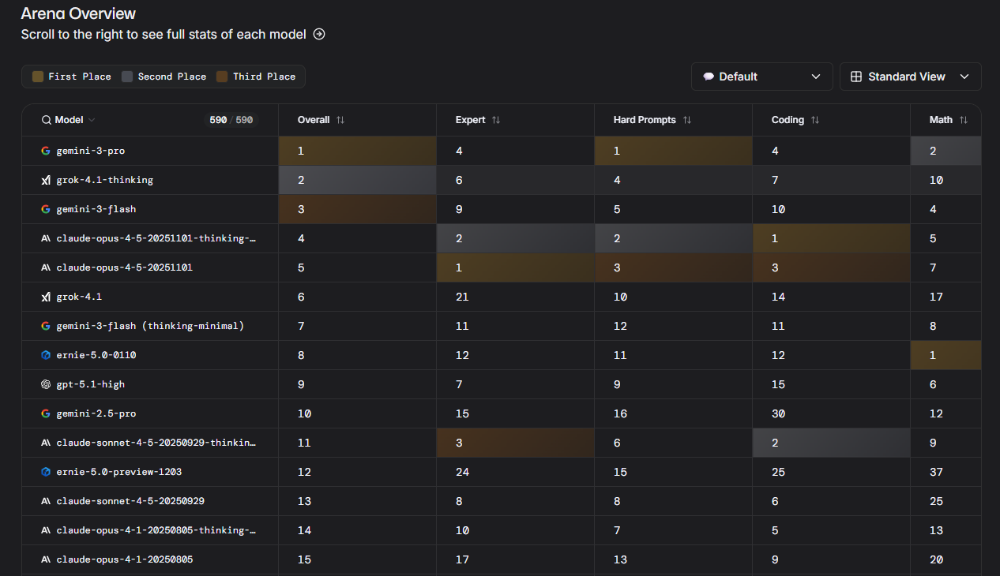 Arena Overview
Scroll to the right to see full stats of each model
First Place Second Place Third Place Default Standard View
Model 590 / 590 Overall Expert Hard Prompts Coding Math
gemini-3-pro 1 4 1 4 2
grok-4.1-thinking 2 6 4 7 10
gemini-3-flash 3 9 5 10 4
claude-opus-4-5-20251101-thinking-… 4 2 2 1 5
claude-opus-4-5-20251101 5 1 3 3 7
grok-4.1 6 21 10 14 17
gemini-3-flash (thinking-minimal) 7 11 12 11 8
ernie-5.0-0110 8 12 11 12 1
gpt-5.1-high 9 7 9 15 6
gemini-2.5-pro 10 15 16 30 12
claude-sonnet-4-5-20250929-thinkin… 11 3 6 2 9
ernie-5.0-preview-1203 12 24 15 25 37
claude-sonnet-4-5-20250929 13 8 8 6 25
claude-opus-4-1-20250805-thinking-… 14 10 7 5 13
claude-opus-4-1-20250805 15 17 13 9 20